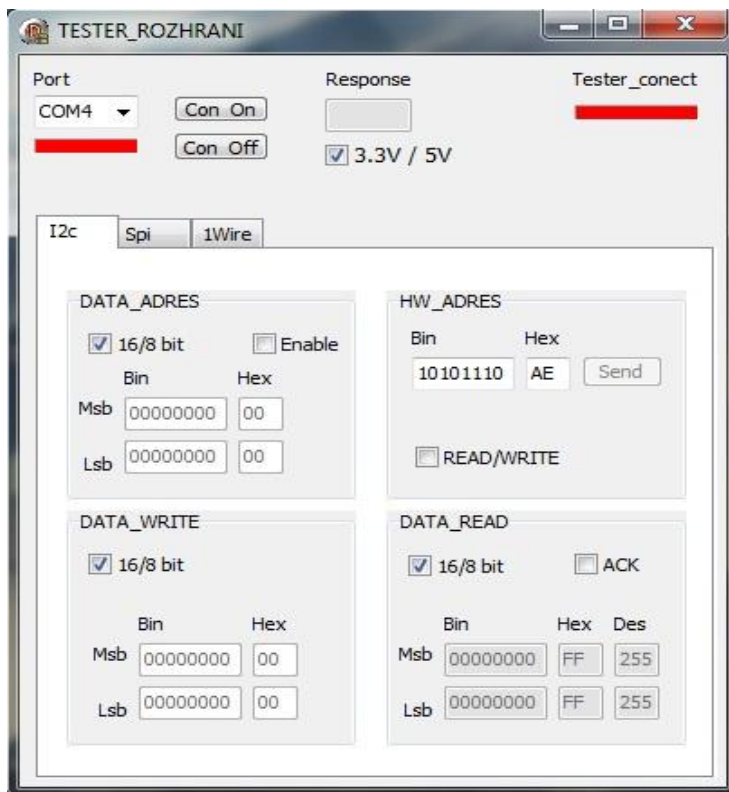 TESTER_ROZHRANI
Port Response Tester_conect
COM4 Con On
Con Off 3.3V / 5V
I2c Spi 1Wire
DATA_ADRES HW_ADRES
16/8 bit Enable Bin Hex
Bin Hex 10101110 AE Send
Msb 00000000 00
Lsb 00000000 00 READ/WRITE
DATA_WRITE DATA_READ
16/8 bit 16/8 bit ACK
Bin Hex Bin Hex Des
Msb 00000000 00 Msb 00000000 FF 255
Lsb 00000000 00 Lsb 00000000 FF 255